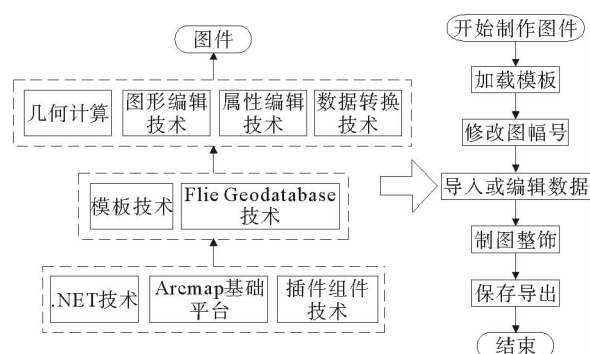 图件
几何计算
图形编辑
技术
属性编辑
技术
数据转换
技术
模板技术
Flie Geodatabase
技术
.NET技术
Arcmap基础
平台
插件组件
技术
开始制作图件
加载模板
修改图幅号
导入或编辑数据
制图整饰
保存导出
结束